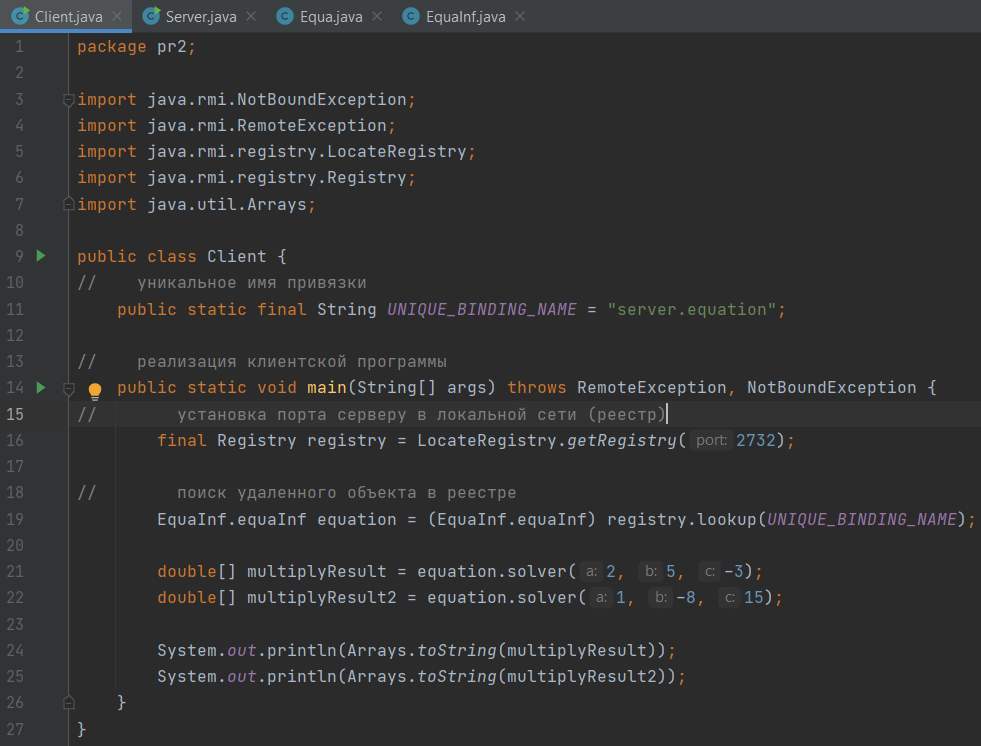 Client.java Server.java Equa.java EquaInf.java
1 package pr2;
2
3 import java.rmi.NotBoundException;
4 import java.rmi.RemoteException;
5 import java.rmi.registry.LocateRegistry;
6 import java.rmi.registry.Registry;
7 import java.util.Arrays;
8
9 public class Client {
10 //    уникальное имя привязки
11     public static final String UNIQUE_BINDING_NAME = "server.equation";
12
13 //    реализация клиентской программы
14     public static void main(String[] args) throws RemoteException, NotBoundException {
15 //        установка порта серверу в локальной сети (реестр)
16         final Registry registry = LocateRegistry.getRegistry( port: 2732);
17
18 //        поиск удаленного объекта в реестре
19         EquaInf.equaInf equation = (EquaInf.equaInf) registry.lookup(UNIQUE_BINDING_NAME);
20
21         double[] multiplyResult = equation.solver( a: 2, b: 5, c: -3);
22         double[] multiplyResult2 = equation.solver( a: 1, b: -8, c: 15);
23
24         System.out.println(Arrays.toString(multiplyResult));
25         System.out.println(Arrays.toString(multiplyResult2));
26     }
27 }